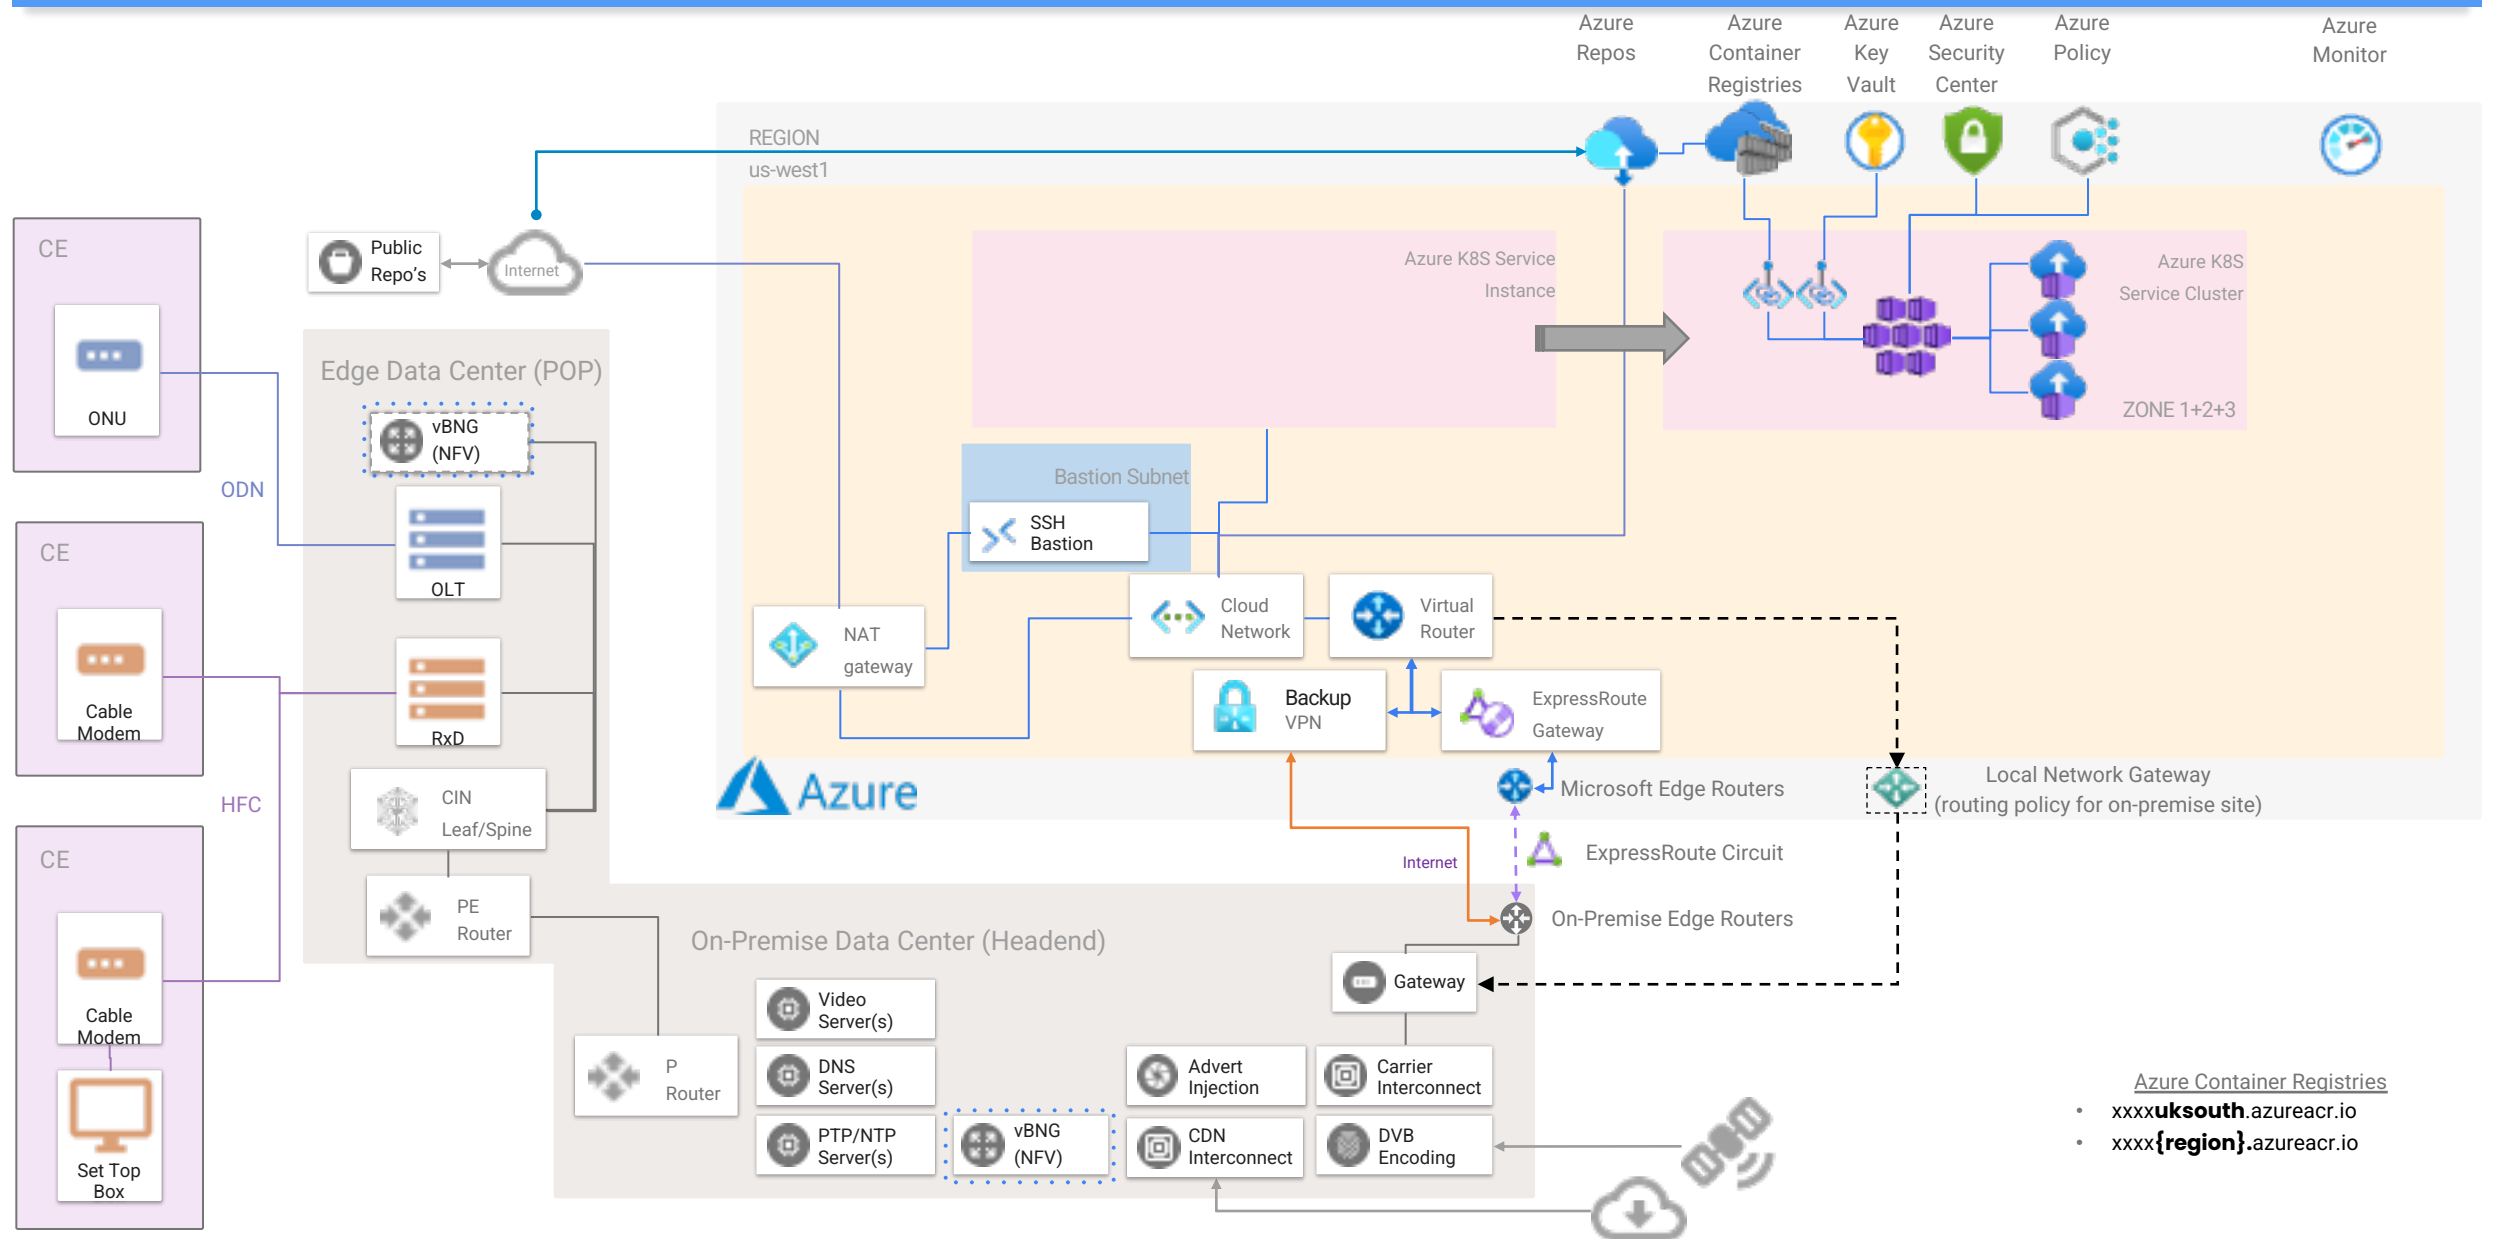 Azure
Repos
Azure
Container
Registries
Azure
Key
Vault
Azure
Security
Center
Azure
Policy
Azure
Monitor
REGION
us-west1
CE
ONU
ODN
CE
Cable
Modem
HFC
CE
Cable
Modem
Set Top
Box
Public
Repo’s
Internet
Edge Data Center (POP)
vBNG
(NFV)
OLT
RxD
CIN
Leaf/Spine
PE
Router
Azure K8S Service
Instance
Azure K8S
Service Cluster
ZONE 1+2+3
Bastion Subnet
SSH
Bastion
NAT
gateway
Cloud
Network
Virtual
Router
Backup
VPN
ExpressRoute
Gateway
Azure
Microsoft Edge Routers
Local Network Gateway
(routing policy for on-premise site)
Internet
ExpressRoute Circuit
On-Premise Edge Routers
On-Premise Data Center (Headend)
Gateway
P
Router
Video
Server(s)
DNS
Server(s)
PTP/NTP
Server(s)
vBNG
(NFV)
Advert
Injection
CDN
Interconnect
Carrier
Interconnect
DVB
Encoding
Azure Container Registries
• xxxxuksouth.azureacr.io
• xxxx{region}.azureacr.io